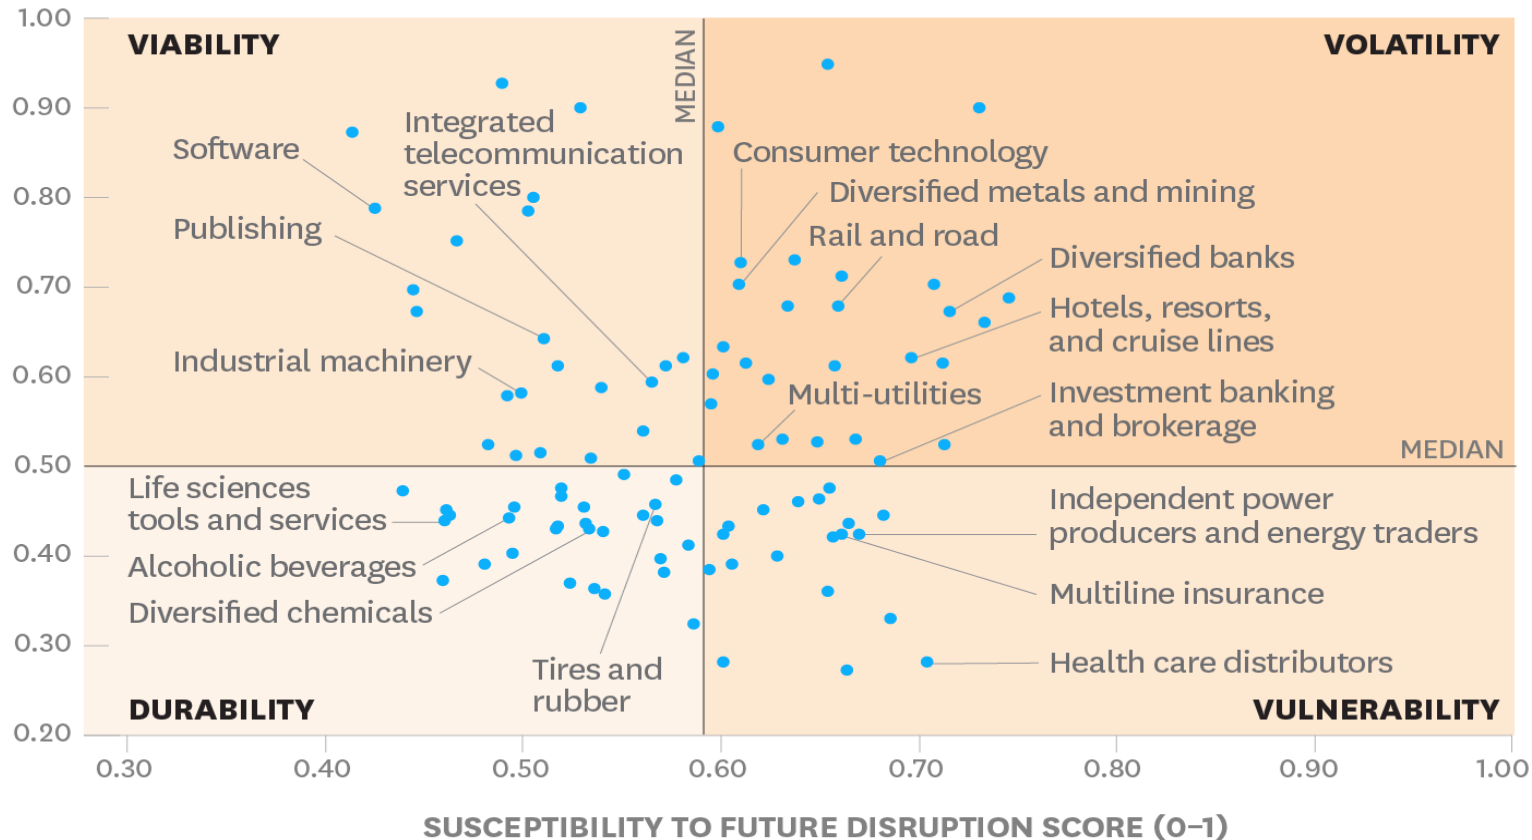 1.00
VIABILITY
MEDIAN
VOLATILITY
0.90
Integrated
telecommunication
services
Software
Consumer technology
Diversified metals and mining
0.80
Publishing
Rail and road
Diversified banks
0.70
Hotels, resorts,
and cruise lines
Industrial machinery
0.60
Multi-utilities
Investment banking
and brokerage
MEDIAN
0.50
Life sciences
tools and services
Independent power
producers and energy traders
0.40
Alcoholic beverages
Multiline insurance
Diversified chemicals
0.30
Tires and
rubber
Health care distributors
DURABILITY
VULNERABILITY
0.20
0.30 0.40 0.50 0.60 0.70 0.80 0.90 1.00
SUSCEPTIBILITY TO FUTURE DISRUPTION SCORE (0–1)